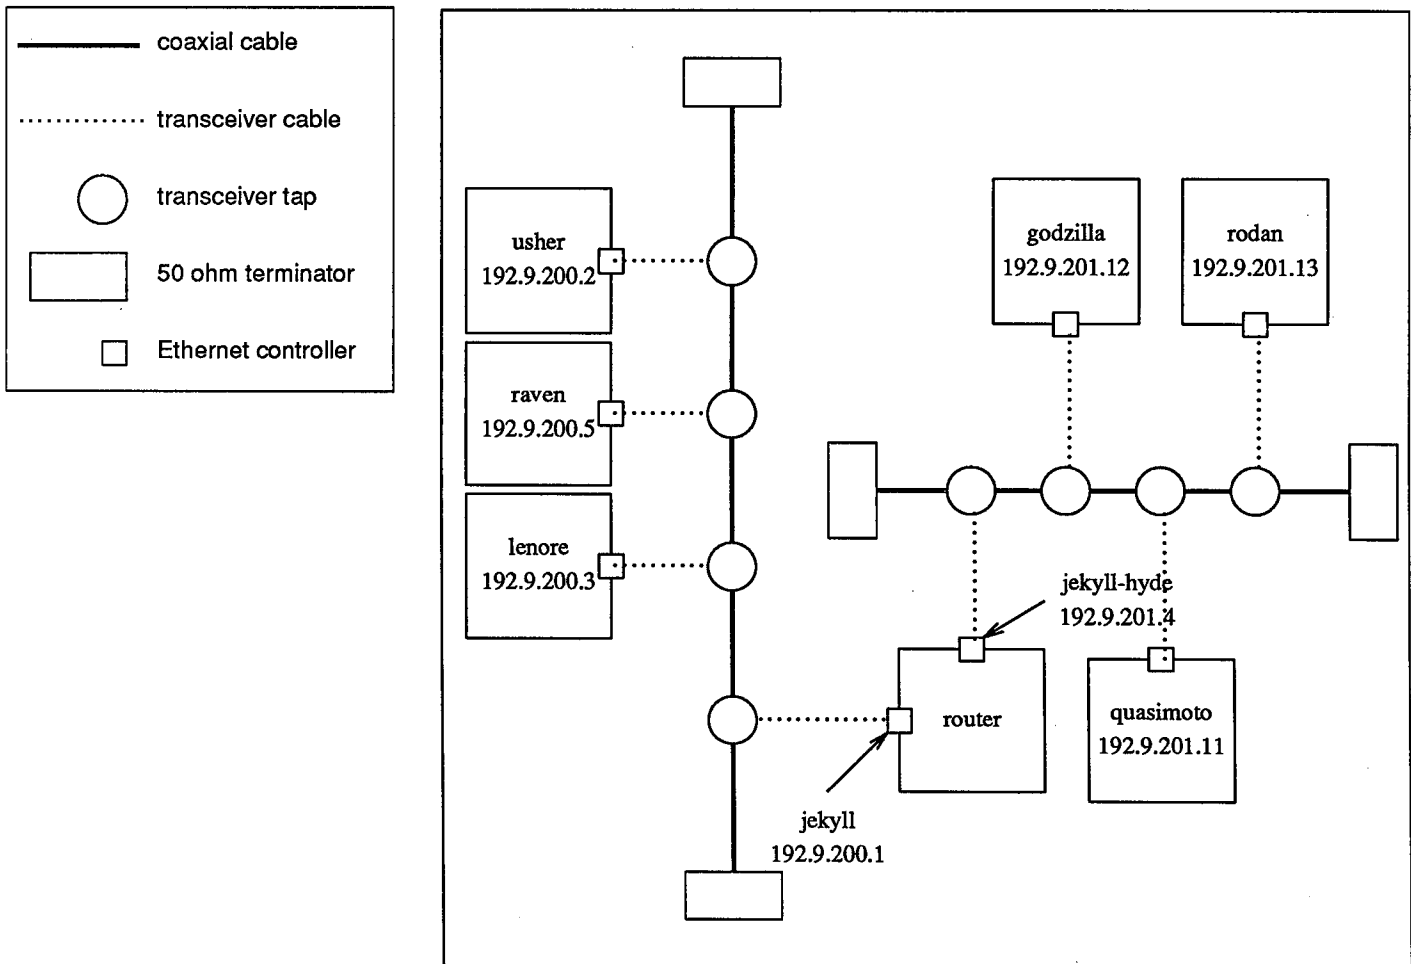 coaxial cable
transceiver cable
transceiver tap
50 ohm terminator
Ethernet controller
usher
192.9.200.2
raven
192.9.200.5
lenore
192.9.200.3
godzilla
192.9.201.12
rodan
192.9.201.13
jekyll-hyde
192.9.201.4
router
quasimoto
192.9.201.11
jekyll
192.9.200.1